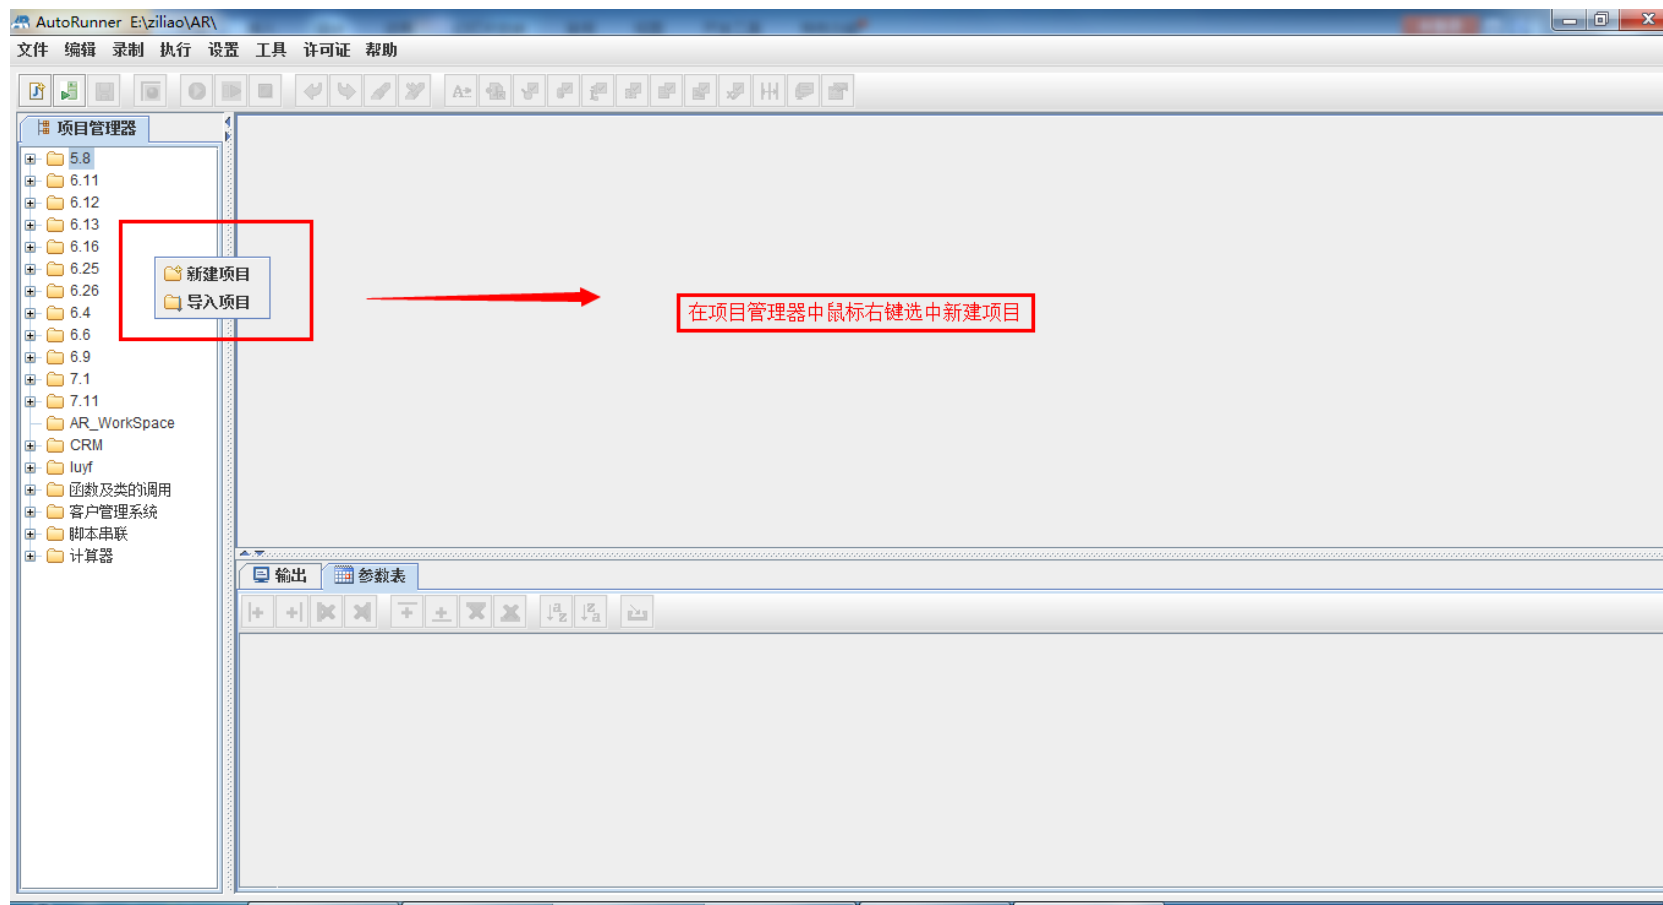 AutoRunner E:\ziliao\AR\
文件 编辑 录制 执行 设置 工具 许可证 帮助
项目管理器
5.8
6.11
6.12
6.13
6.16
6.25
6.26
6.4
6.6
6.9
7.1
7.11
AR_WorkSpace
CRM
luyf
函数及类的调用
客户管理系统
脚本串联
计算器
新建项目
导入项目
在项目管理器中鼠标右键选中新建项目
输出 参数表